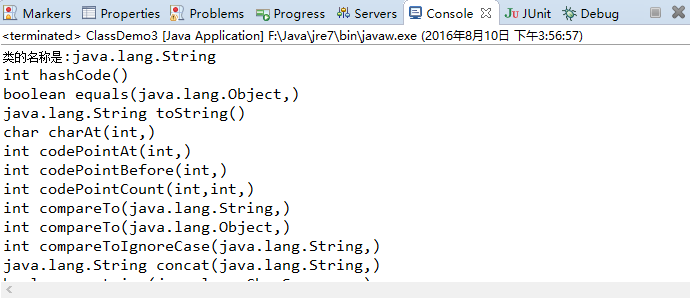 Markers Properties Problems Progress Servers Console JUnit Debug
<terminated> ClassDemo3 [Java Application] F:\Java\jre7\bin\javaw.exe (2016年8月10日 下午3:56:57)
类的名称是:java.lang.String
int hashCode()
boolean equals(java.lang.Object,)
java.lang.String toString()
char charAt(int,)
int codePointAt(int,)
int codePointBefore(int,)
int codePointCount(int,int,)
int compareTo(java.lang.String,)
int compareTo(java.lang.Object,)
int compareToIgnoreCase(java.lang.String,)
java.lang.String concat(java.lang.String,)